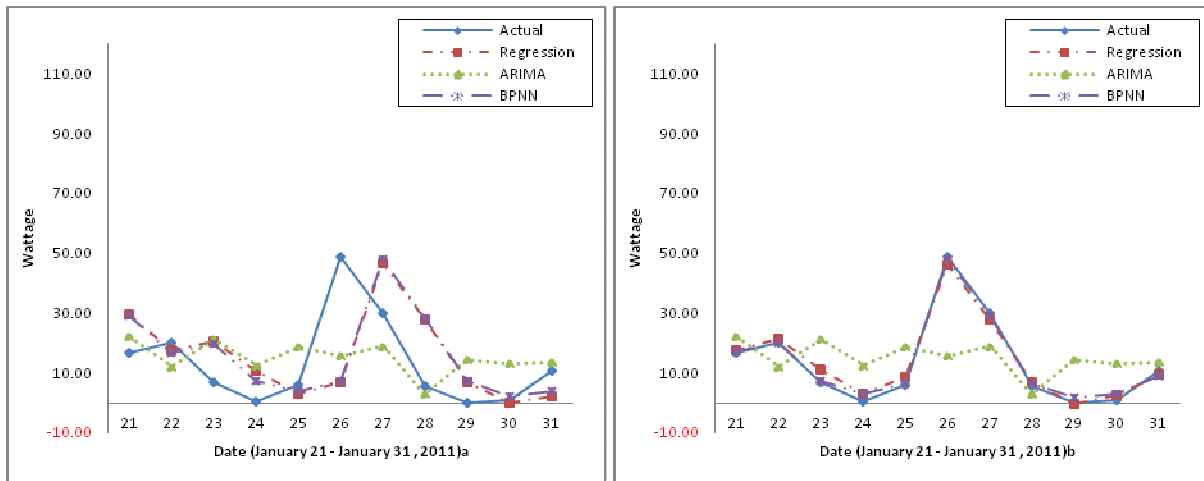 Actual
Regression
ARIMA
BPNN
110.00
90.00
70.00
50.00
30.00
10.00
-10.00
Wattage
21 22 23 24 25 26 27 28 29 30 31
Date (January 21 - January 31, 2011)a
Actual
Regression
ARIMA
BPNN
110.00
90.00
70.00
50.00
30.00
10.00
-10.00
Wattage
21 22 23 24 25 26 27 28 29 30 31
Date (January 21 - January 31, 2011)b